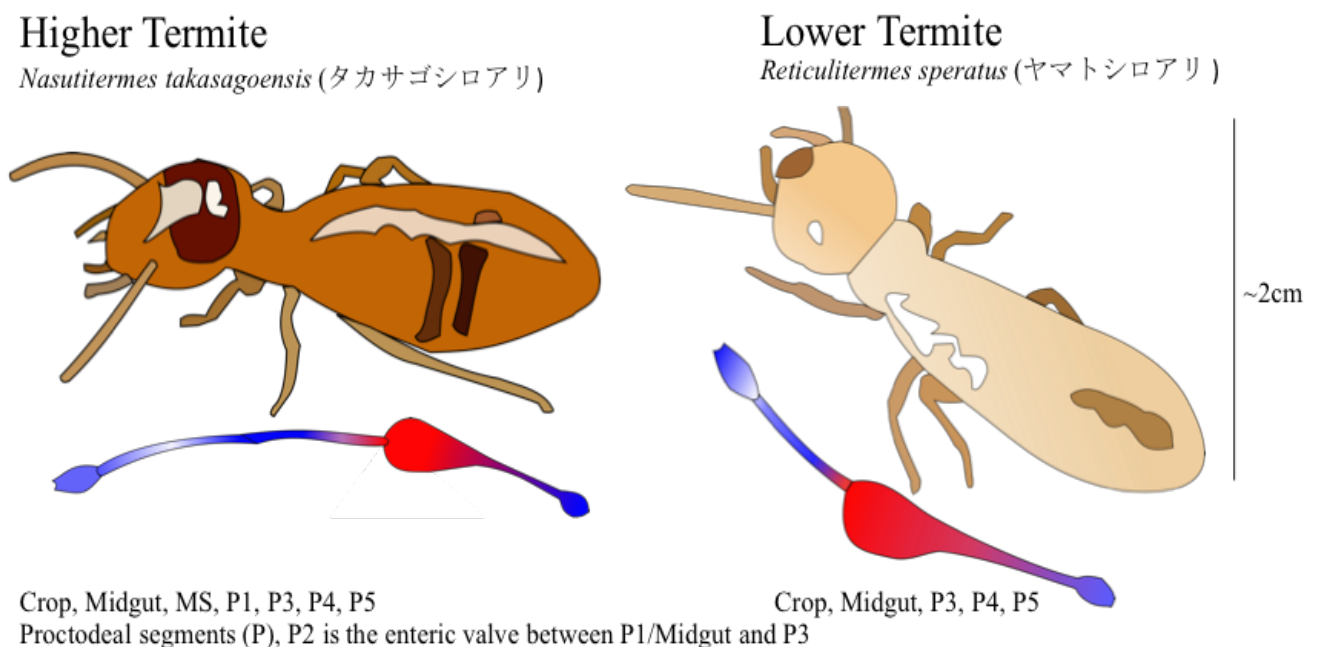 Higher Termite
Nasutitermes takasagoensis (タカサゴシロアリ)
Lower Termite
Reticulitermes speratus (ヤマトシロアリ )
~2cm
Crop, Midgut, MS, P1, P3, P4, P5
Crop, Midgut, P3, P4, P5
Proctodeal segments (P), P2 is the enteric valve between P1/Midgut and P3